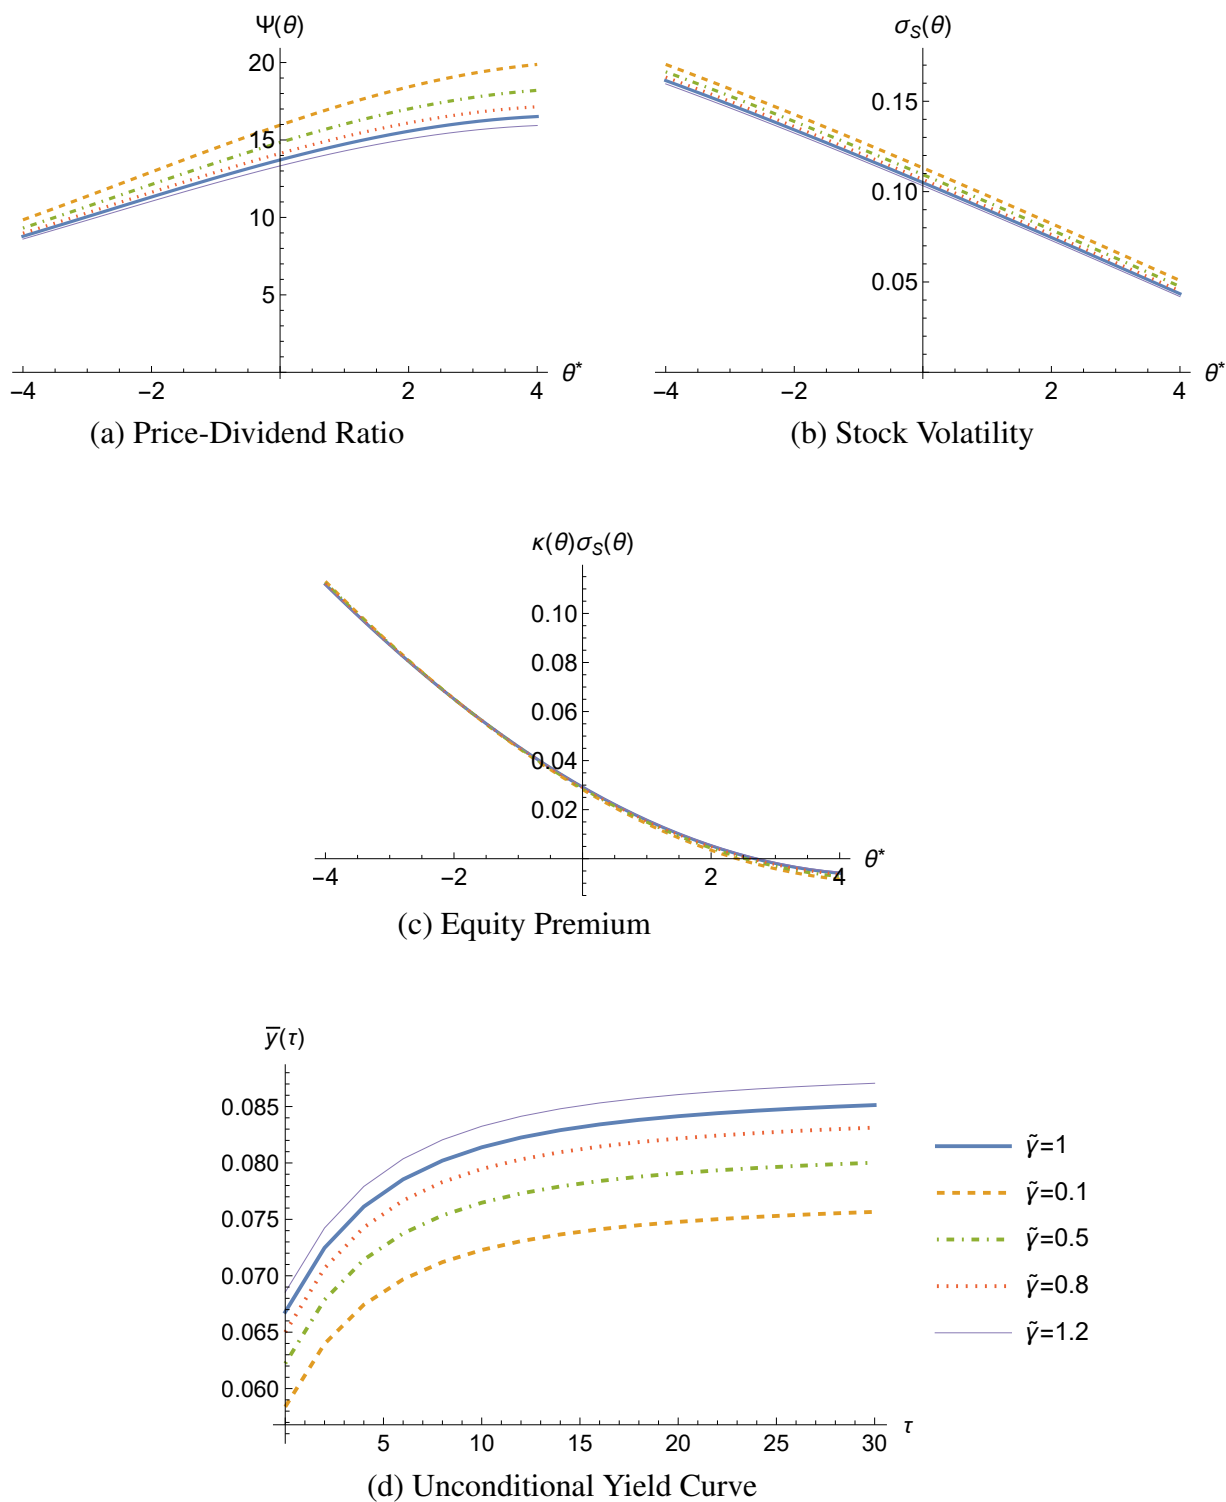 Ψ(θ)
20
15
10
5
−4 −2 2 4 θ*
(a) Price-Dividend Ratio
σS(θ)
0.15
0.10
0.05
−4 −2 2 4 θ*
(b) Stock Volatility
κ(θ)σS(θ)
0.10
0.08
0.06
0.04
0.02
−4 −2 2 4 θ*
(c) Equity Premium
y̅(τ)
0.085
0.080
0.075
0.070
0.065
0.060
5 10 15 20 25 30 τ
γ̃=1
γ̃=0.1
γ̃=0.5
γ̃=0.8
γ̃=1.2
(d) Unconditional Yield Curve